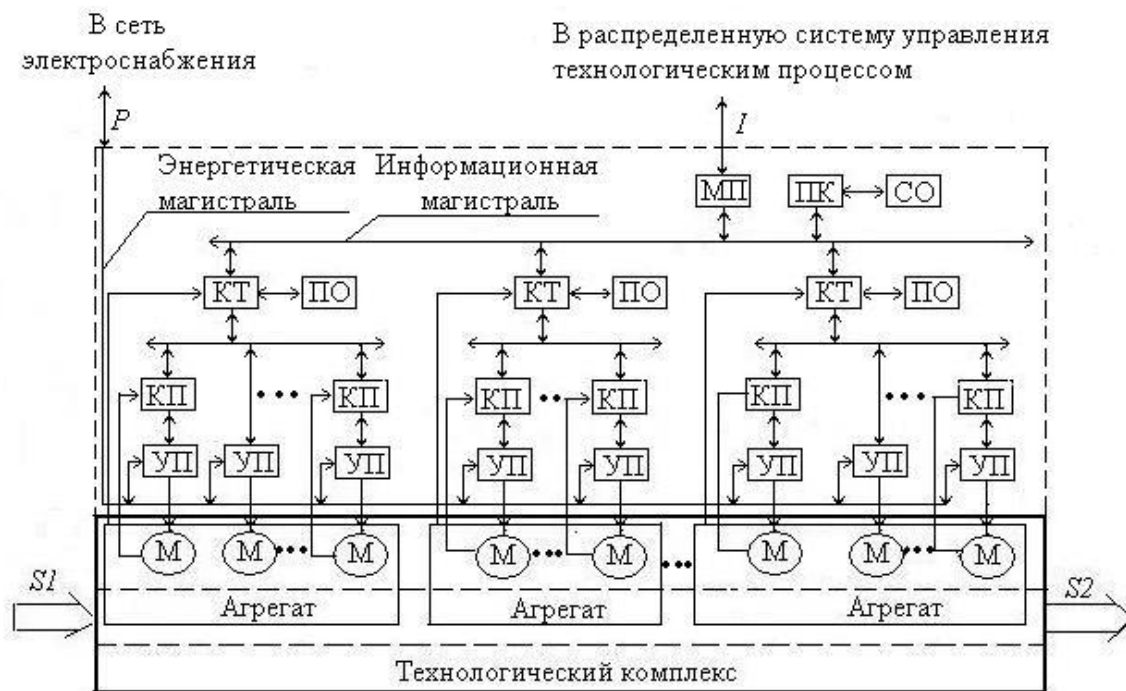 В сеть
электроснабжения
В распределенную систему управления
технологическим процессом
P
I
Энергетическая
магистраль
Информационная
магистраль
МП ПК СО
КТ ПО КТ ПО КТ ПО
КП КП КП КП КП КП
УП УП УП УП УП УП УП УП
М М М М М М М М
S1
S2
Агрегат Агрегат Агрегат
Технологический комплекс